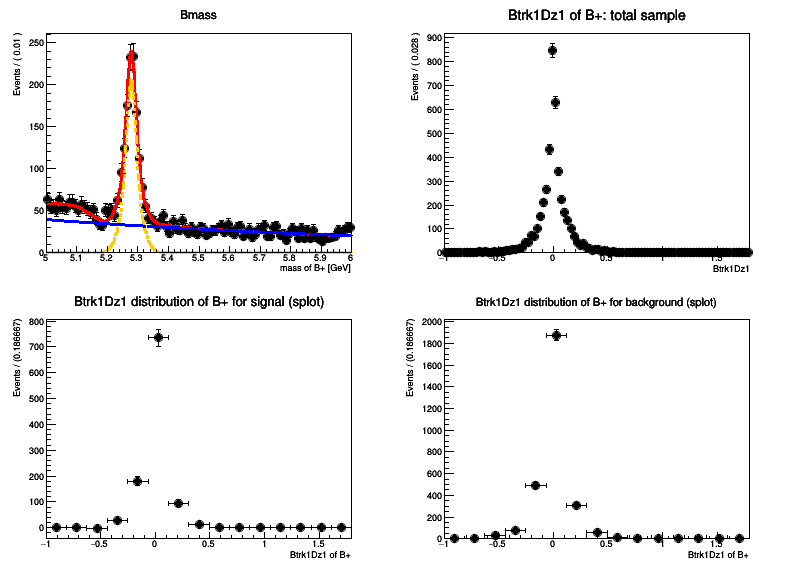 Bmass
Events / ( 0.01 )
250
200
150
100
50
0
5 5.1 5.2 5.3 5.4 5.5 5.6 5.7 5.8 5.9 6
mass of B+ [GeV]
Btrk1Dz1 of B+: total sample
Events / ( 0.028 )
900
800
700
600
500
400
300
200
100
0
−1 −0.5 0 0.5 1 1.5
Btrk1Dz1
Btrk1Dz1 distribution of B+ for signal (splot)
Events / (0.186667)
800
700
600
500
400
300
200
100
0
−1 −0.5 0 0.5 1 1.5
Btrk1Dz1 of B+
Btrk1Dz1 distribution of B+ for background (splot)
Events / (0.186667)
2000
1800
1600
1400
1200
1000
800
600
400
200
0
−1 −0.5 0 0.5 1 1.5
Btrk1Dz1 of B+